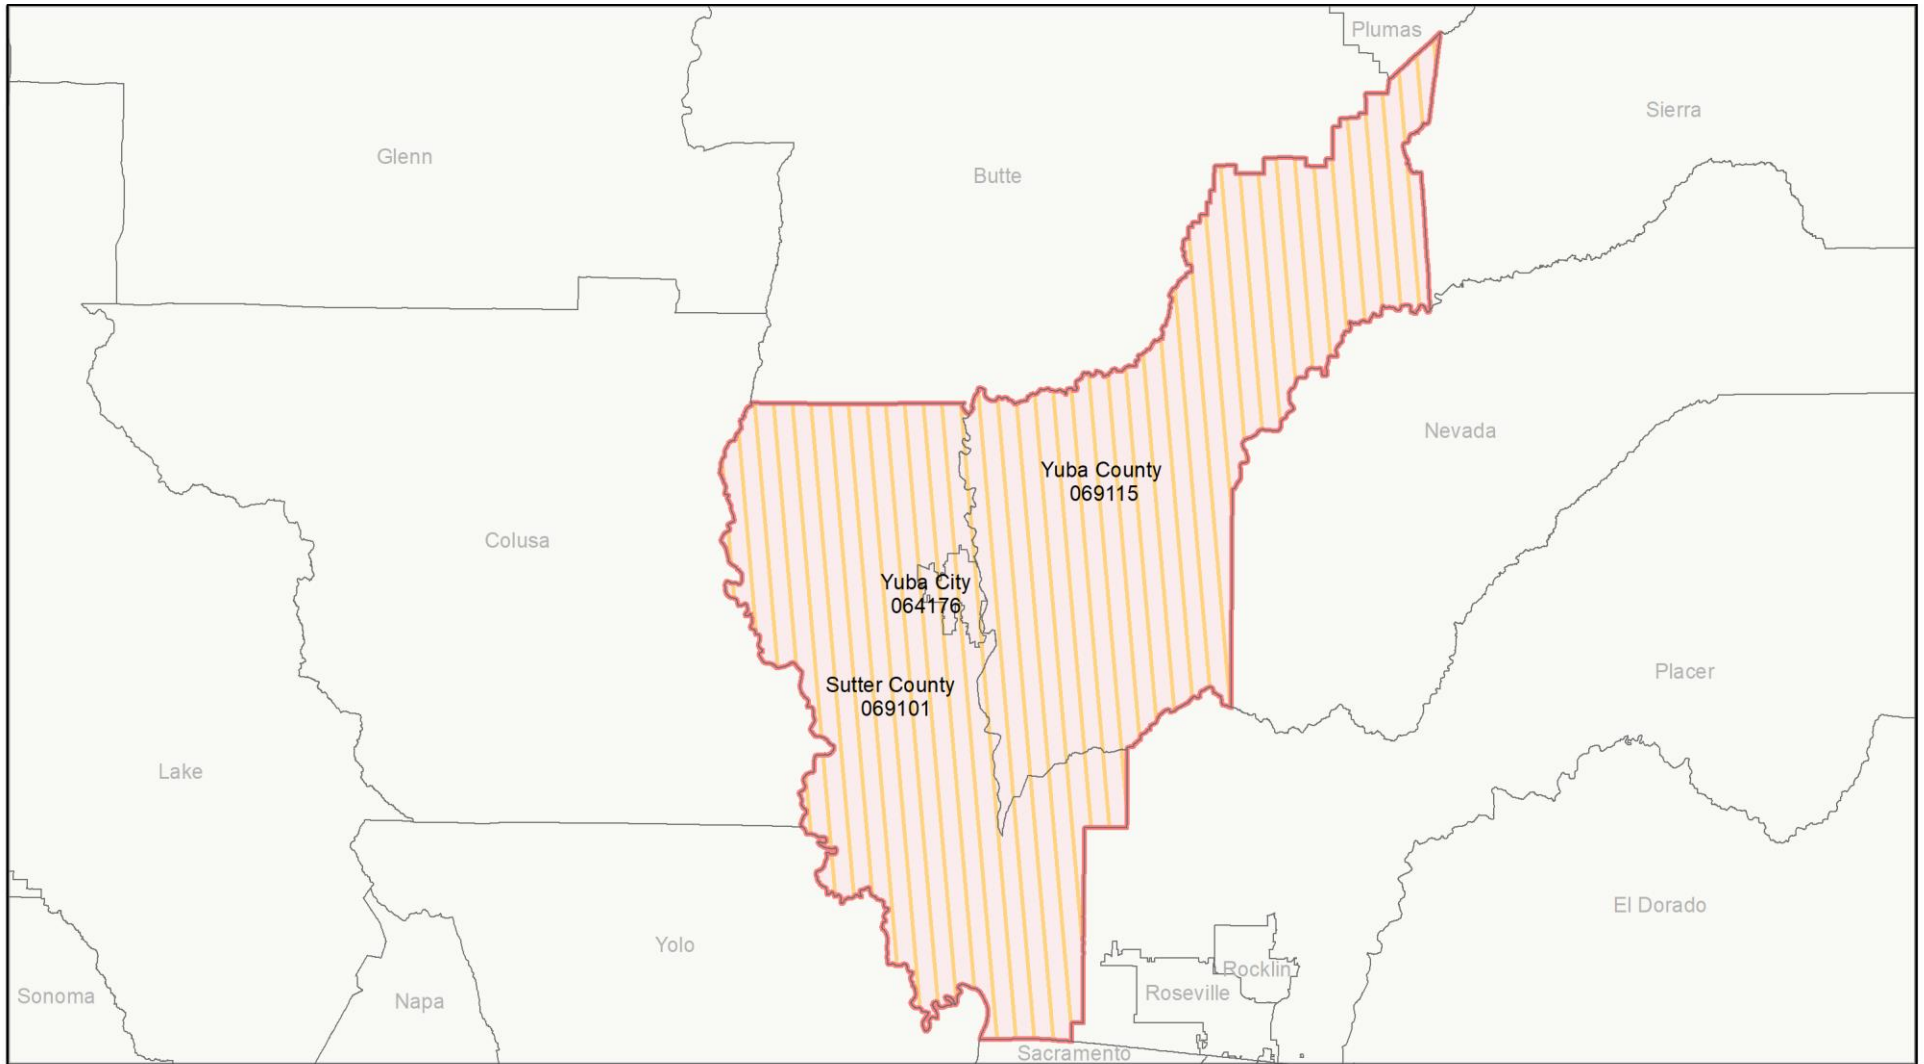 Plumas
Sierra
Glenn
Butte
Nevada
Yuba County
069115
Colusa
Yuba City
064176
Placer
Sutter County
069101
Lake
El Dorado
Yolo
Rocklin
Roseville
Sonoma
Napa
Sacramento